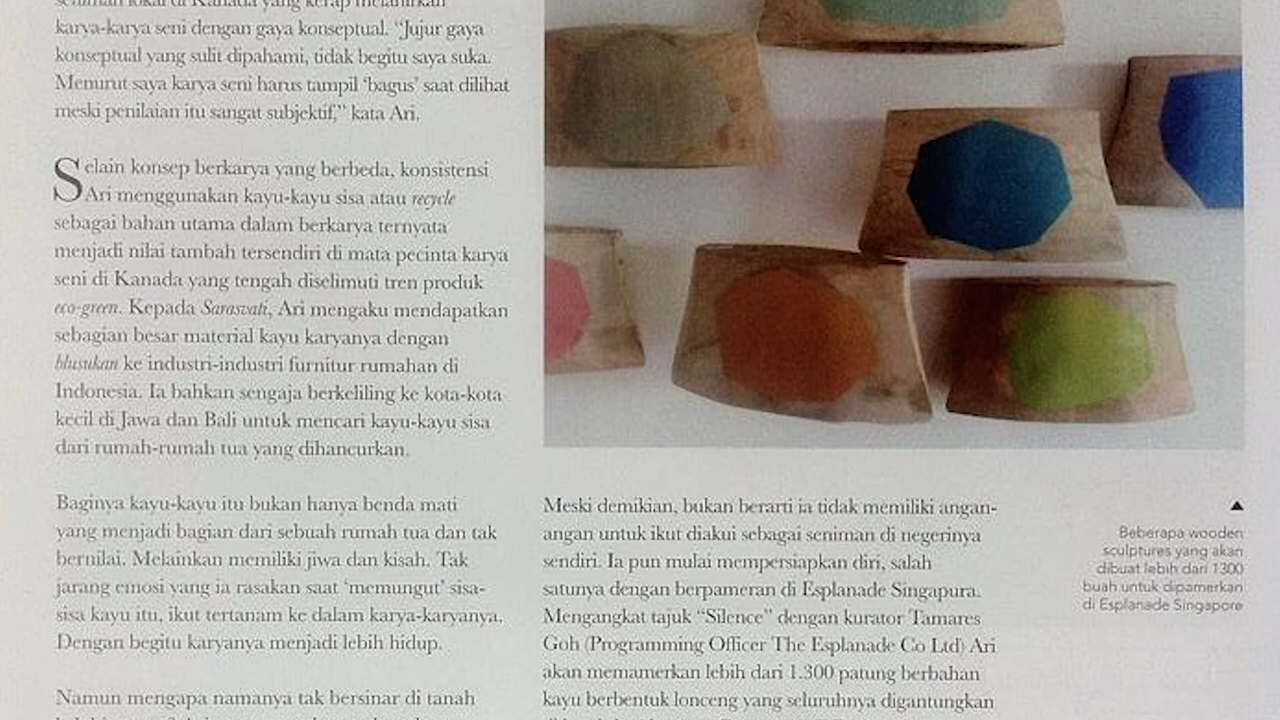 seniman lokal di Kanada yang kerap melahirkan
karya-karya seni dengan gaya konseptual. “Jujur gaya
konseptual yang sulit dipahami, tidak begitu saya suka.
Menurut saya karya seni harus tampil ‘bagus’ saat dilihat
meski penilaian itu sangat subjektif,” kata Ari.
Selain konsep berkarya yang berbeda, konsistensi
Ari menggunakan kayu-kayu sisa atau recycle
sebagai bahan utama dalam berkarya ternyata
menjadi nilai tambah tersendiri di mata pecinta karya
seni di Kanada yang tengah diselimuti tren produk
eco-green. Kepada Saraswati, Ari mengaku mendapatkan
sebagian besar material kayu karyanya dengan
blusukan ke industri-industri furnitur rumahan di
Indonesia. Ia bahkan sengaja berkeliling ke kota-kota
kecil di Jawa dan Bali untuk mencari kayu-kayu sisa
dari rumah-rumah tua yang dihancurkan.
Baginya kayu-kayu itu bukan hanya benda mati
yang menjadi bagian dari sebuah rumah tua dan tak
bernilai. Melainkan memiliki jiwa dan kisah. Tak
jarang emosi yang ia rasakan saat ‘memungut’ sisa-
sisa kayu itu, ikut tertanam ke dalam karya-karyanya.
Dengan begitu karyanya menjadi lebih hidup.
Namun mengapa namanya tak bersinar di tanah
Meski demikian, bukan berarti ia tidak memiliki angan-
angan untuk ikut diakui sebagai seniman di negerinya
sendiri. Ia pun mulai mempersiapkan diri, salah
satunya dengan berpameran di Esplanade Singapura.
Mengangkat tajuk “Silence” dengan kurator Tamares
Goh (Programming Officer The Esplanade Co Ltd) Ari
akan memamerkan lebih dari 1.300 patung berbahan
kayu berbentuk lonceng yang seluruhnya digantungkan
Beberapa wooden
sculptures yang akan
dibuat lebih dari 1300
buah untuk dipamerkan
di Esplanade Singapore